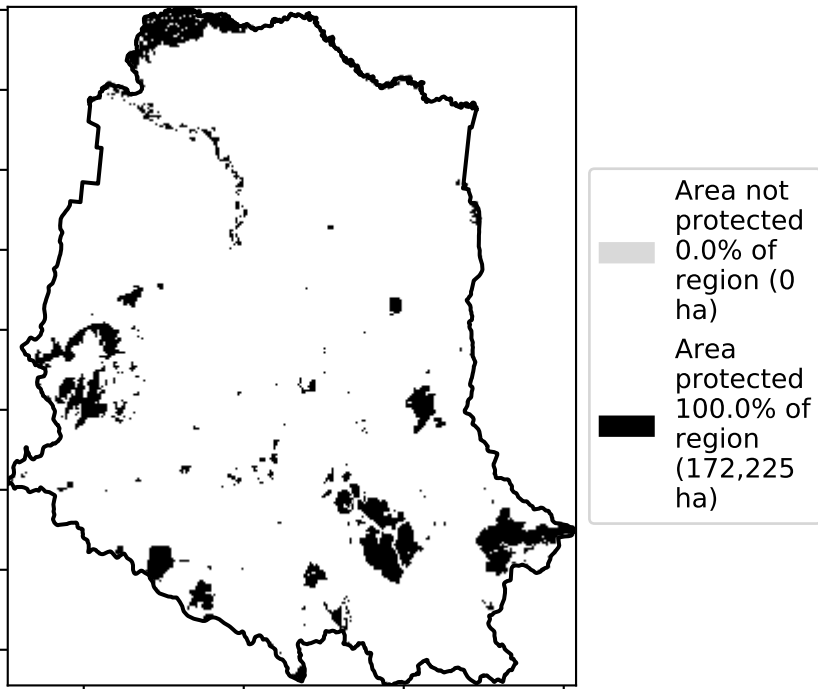 Area not
protected
0.0% of
region (0
ha)
Area
protected
100.0% of
region
(172,225
ha)